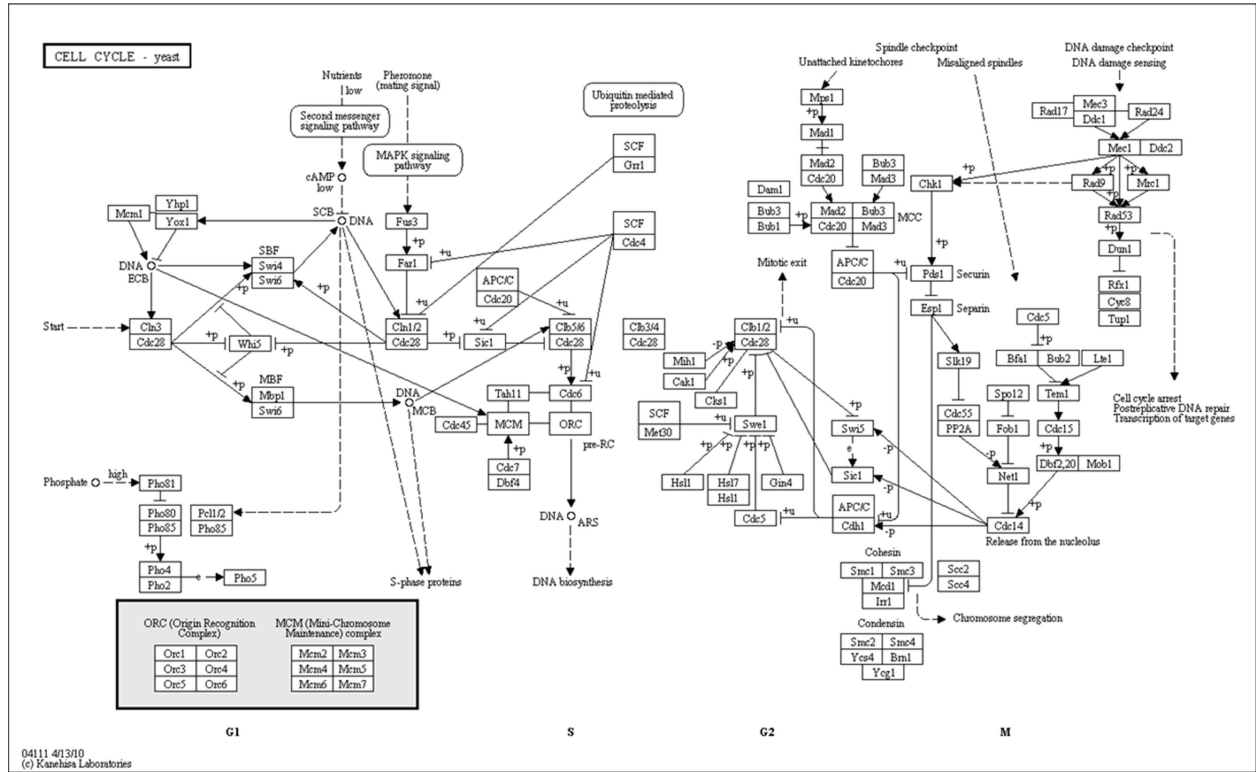 CELL CYCLE - yeast
Nutrients
low
Pheromone
(mating signal)
Second messenger
signaling pathway
MAPK signaling
pathway
Ubiquitin mediated
proteolysis
Spindle checkpoint
Unattached kinetochores
Misaligned spindles
DNA damage checkpoint
DNA damage sensing
cAMP
low
SCB
DNA
Fus3
+p
Far1
+u
SCF
Grr1
SCF
Cdc4
+u
Mcm1
Yhp1
Yox1
DNA
ECB
SBF
Swi4
Swi6
+p
+p
Start
Cln3
Cdc28
+p
Whi5
+p
+p
MBF
Mbp1
Swi6
Cln1/2
Cdc28
+p
+u
Sic1
APC/C
Cdc20
+u
Clb5/6
Cdc28
+p
+u
DNA
MCB
Tah11
Cdc6
Cdc45
MCM
ORC
pre-RC
+p
Cdc7
Dbf4
DNA
ARS
DNA biosynthesis
S-phase proteins
Phosphate
high
Pho81
Pho80
Pho85
Pcl1/2
Pho85
+p
Pho4
Pho2
e
Pho5
Mps1
+p
Mad1
Mad2
Cdc20
Bub3
Mad3
Dam1
Bub3
Bub1
+p
Mad2
Cdc20
Bub3
Mad3
MCC
APC/C
Cdc20
+u
Mitotic exit
Clb3/4
Cdc28
Clb1/2
Cdc28
+u
Mih1
-p
Cak1
+p
Cks1
+p
SCF
Met30
+u
Swe1
+p
+p
+p
+p
Hsl1
Hsl7
Hsl1
Gin4
Cdc5
+u
+p
Swi5
e
Sic1
-p
-p
APC/C
Cdh1
+u
-p
Rad17
Mec3
Ddc1
Rad24
Mec1
Ddc2
+p
Chk1
+p
+p
+p
Rad9
Mrc1
Rad53
+p
Dun1
Rfx1
Cyc8
Tup1
+p
Pds1
Securin
Esp1
Separin
Slk19
Cdc55
PP2A
-p
Cdc5
+p
Bfa1
Bub2
Lte1
Spo12
Fob1
Tem1
Cdc15
+p
Dbf2,20
Mob1
Net1
+p
Cdc14
Release from the nucleolus
Cell cycle arrest
Postreplicative DNA repair
Transcription of target genes
Cohesin
Smc1
Smc3
Mcd1
Irr1
Scc2
Scc4
Chromosome segregation
Condensin
Smc2
Smc4
Ycs4
Brn1
Ycg1
ORC (Origin Recognition
Complex)
Orc1 Orc2
Orc3 Orc4
Orc5 Orc6
MCM (Mini-Chromosome
Maintenance) complex
Mcm2 Mcm3
Mcm4 Mcm5
Mcm6 Mcm7
G1
S
G2
M
04111 4/13/10
(c) Kanehisa Laboratories